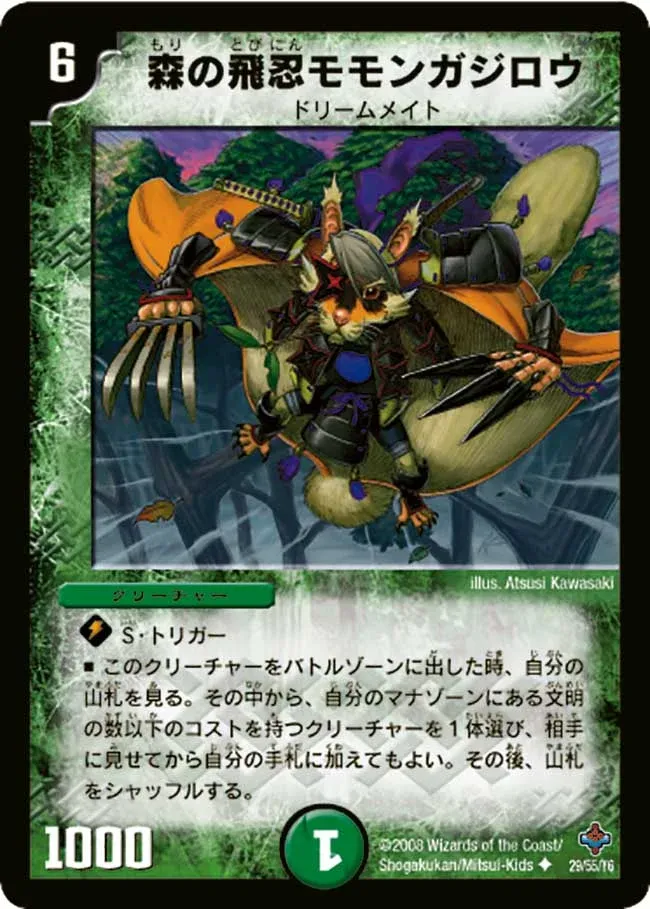 6
もり とびにん
森の飛忍モモンガジロウ
ドリームメイト
illus. Atsusi Kawasaki
クリーチャー
S・トリガー
■ このクリーチャーをバトルゾーンに出した時、自分の
山札を見る。その中から、自分のマナゾーンにある文明
の数以下のコストを持つクリーチャーを1体選び、相手
に見せてから自分の手札に加えてもよい。その後、山札
をシャッフルする。
1000
1
©2008 Wizards of the Coast/
Shogakukan/Mitsui-Kids ◆ 29/55/Y6